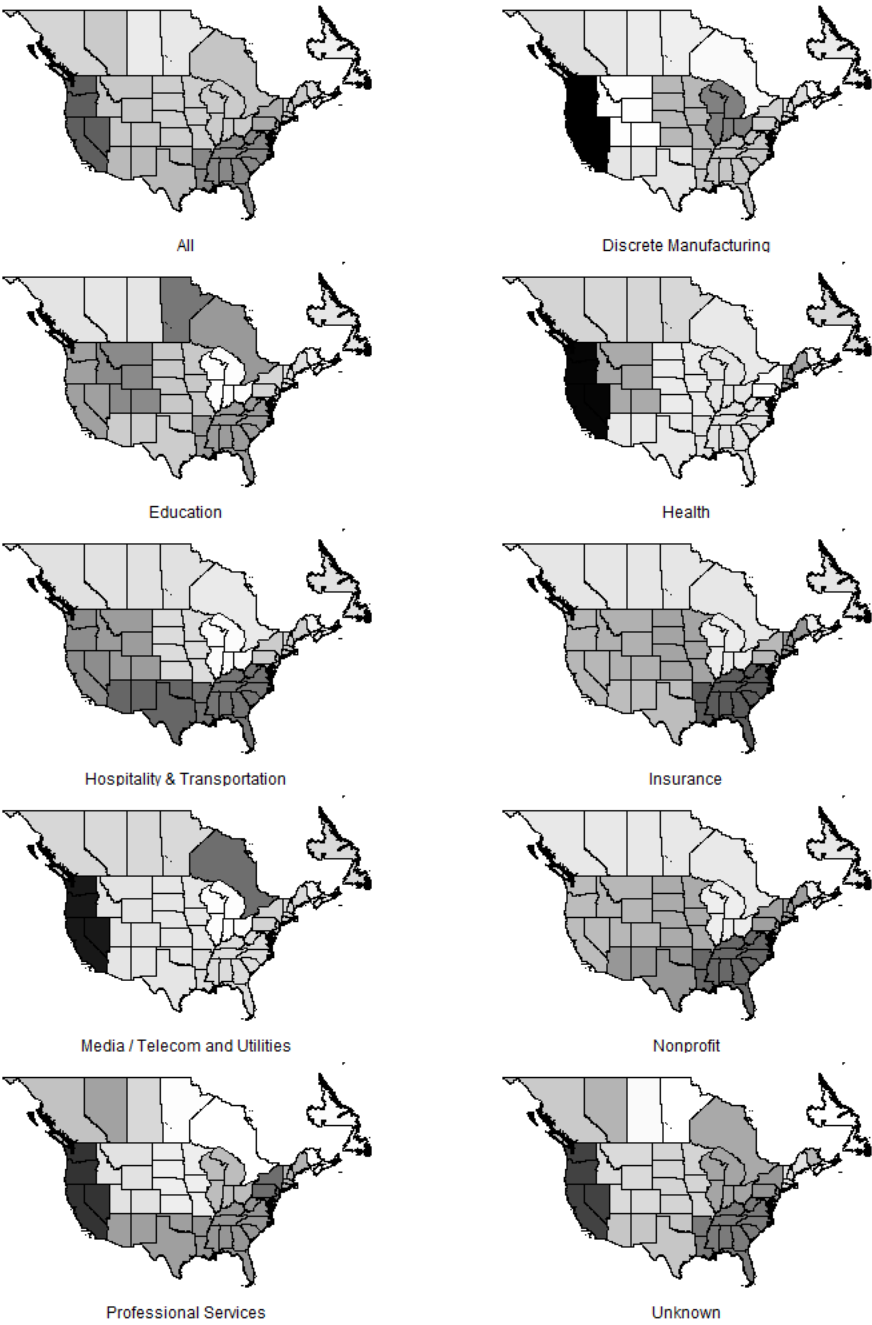 All
Discrete Manufacturing
Education
Health
Hospitality & Transportation
Insurance
Media / Telecom and Utilities
Nonprofit
Professional Services
Unknown